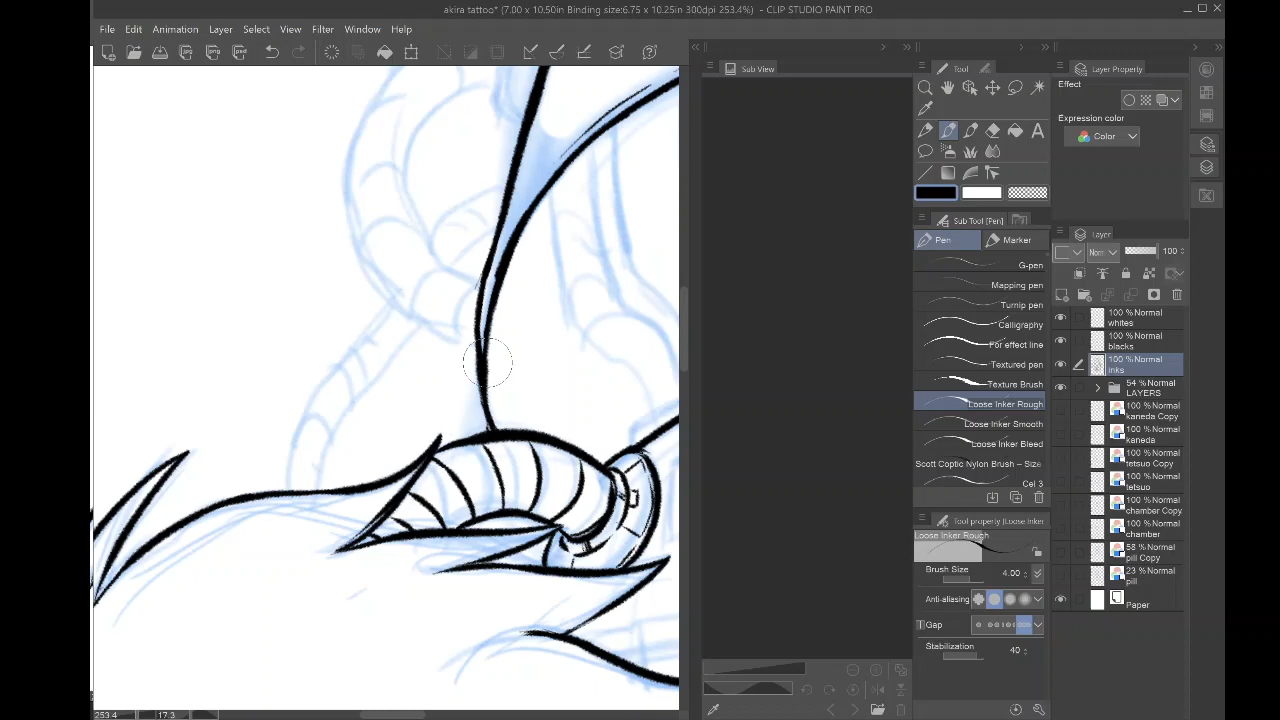 akira tattoo* (7.00 x 10.50in Binding size:6.75 x 10.25in 300dpi 253.4%) - CLIP STUDIO PAINT PRO
File Edit Animation Layer Select View Filter Window Help
Sub View
Tool
Sub Tool [Pen]
Pen
Marker
G-pen
Mapping pen
Turnip pen
Calligraphy
For effect line
Textured pen
Texture Brush
Loose Inker Rough
Loose Inker Smooth
Loose Inker Bleed
Scott Coptic Nylon Brush – Size
Cel 3
Tool property [Loose Inker
Loose Inker Rough
Brush Size 4.00
Anti-aliasing
Gap
Stabilization 40
Layer Property
Effect
Expression color
Color
Layer
Norr 100
100 %Normal
whites
100 %Normal
blacks
100 %Normal
inks
54 %Normal
LAYERS
100 %Normal
kaneda Copy
100 %Normal
kaneda
100 %Normal
tetsuo Copy
100 %Normal
tetsuo
100 %Normal
chamber Copy
100 %Normal
chamber
58 %Normal
pill Copy
23 %Normal
pill
Paper
253.4 17.3